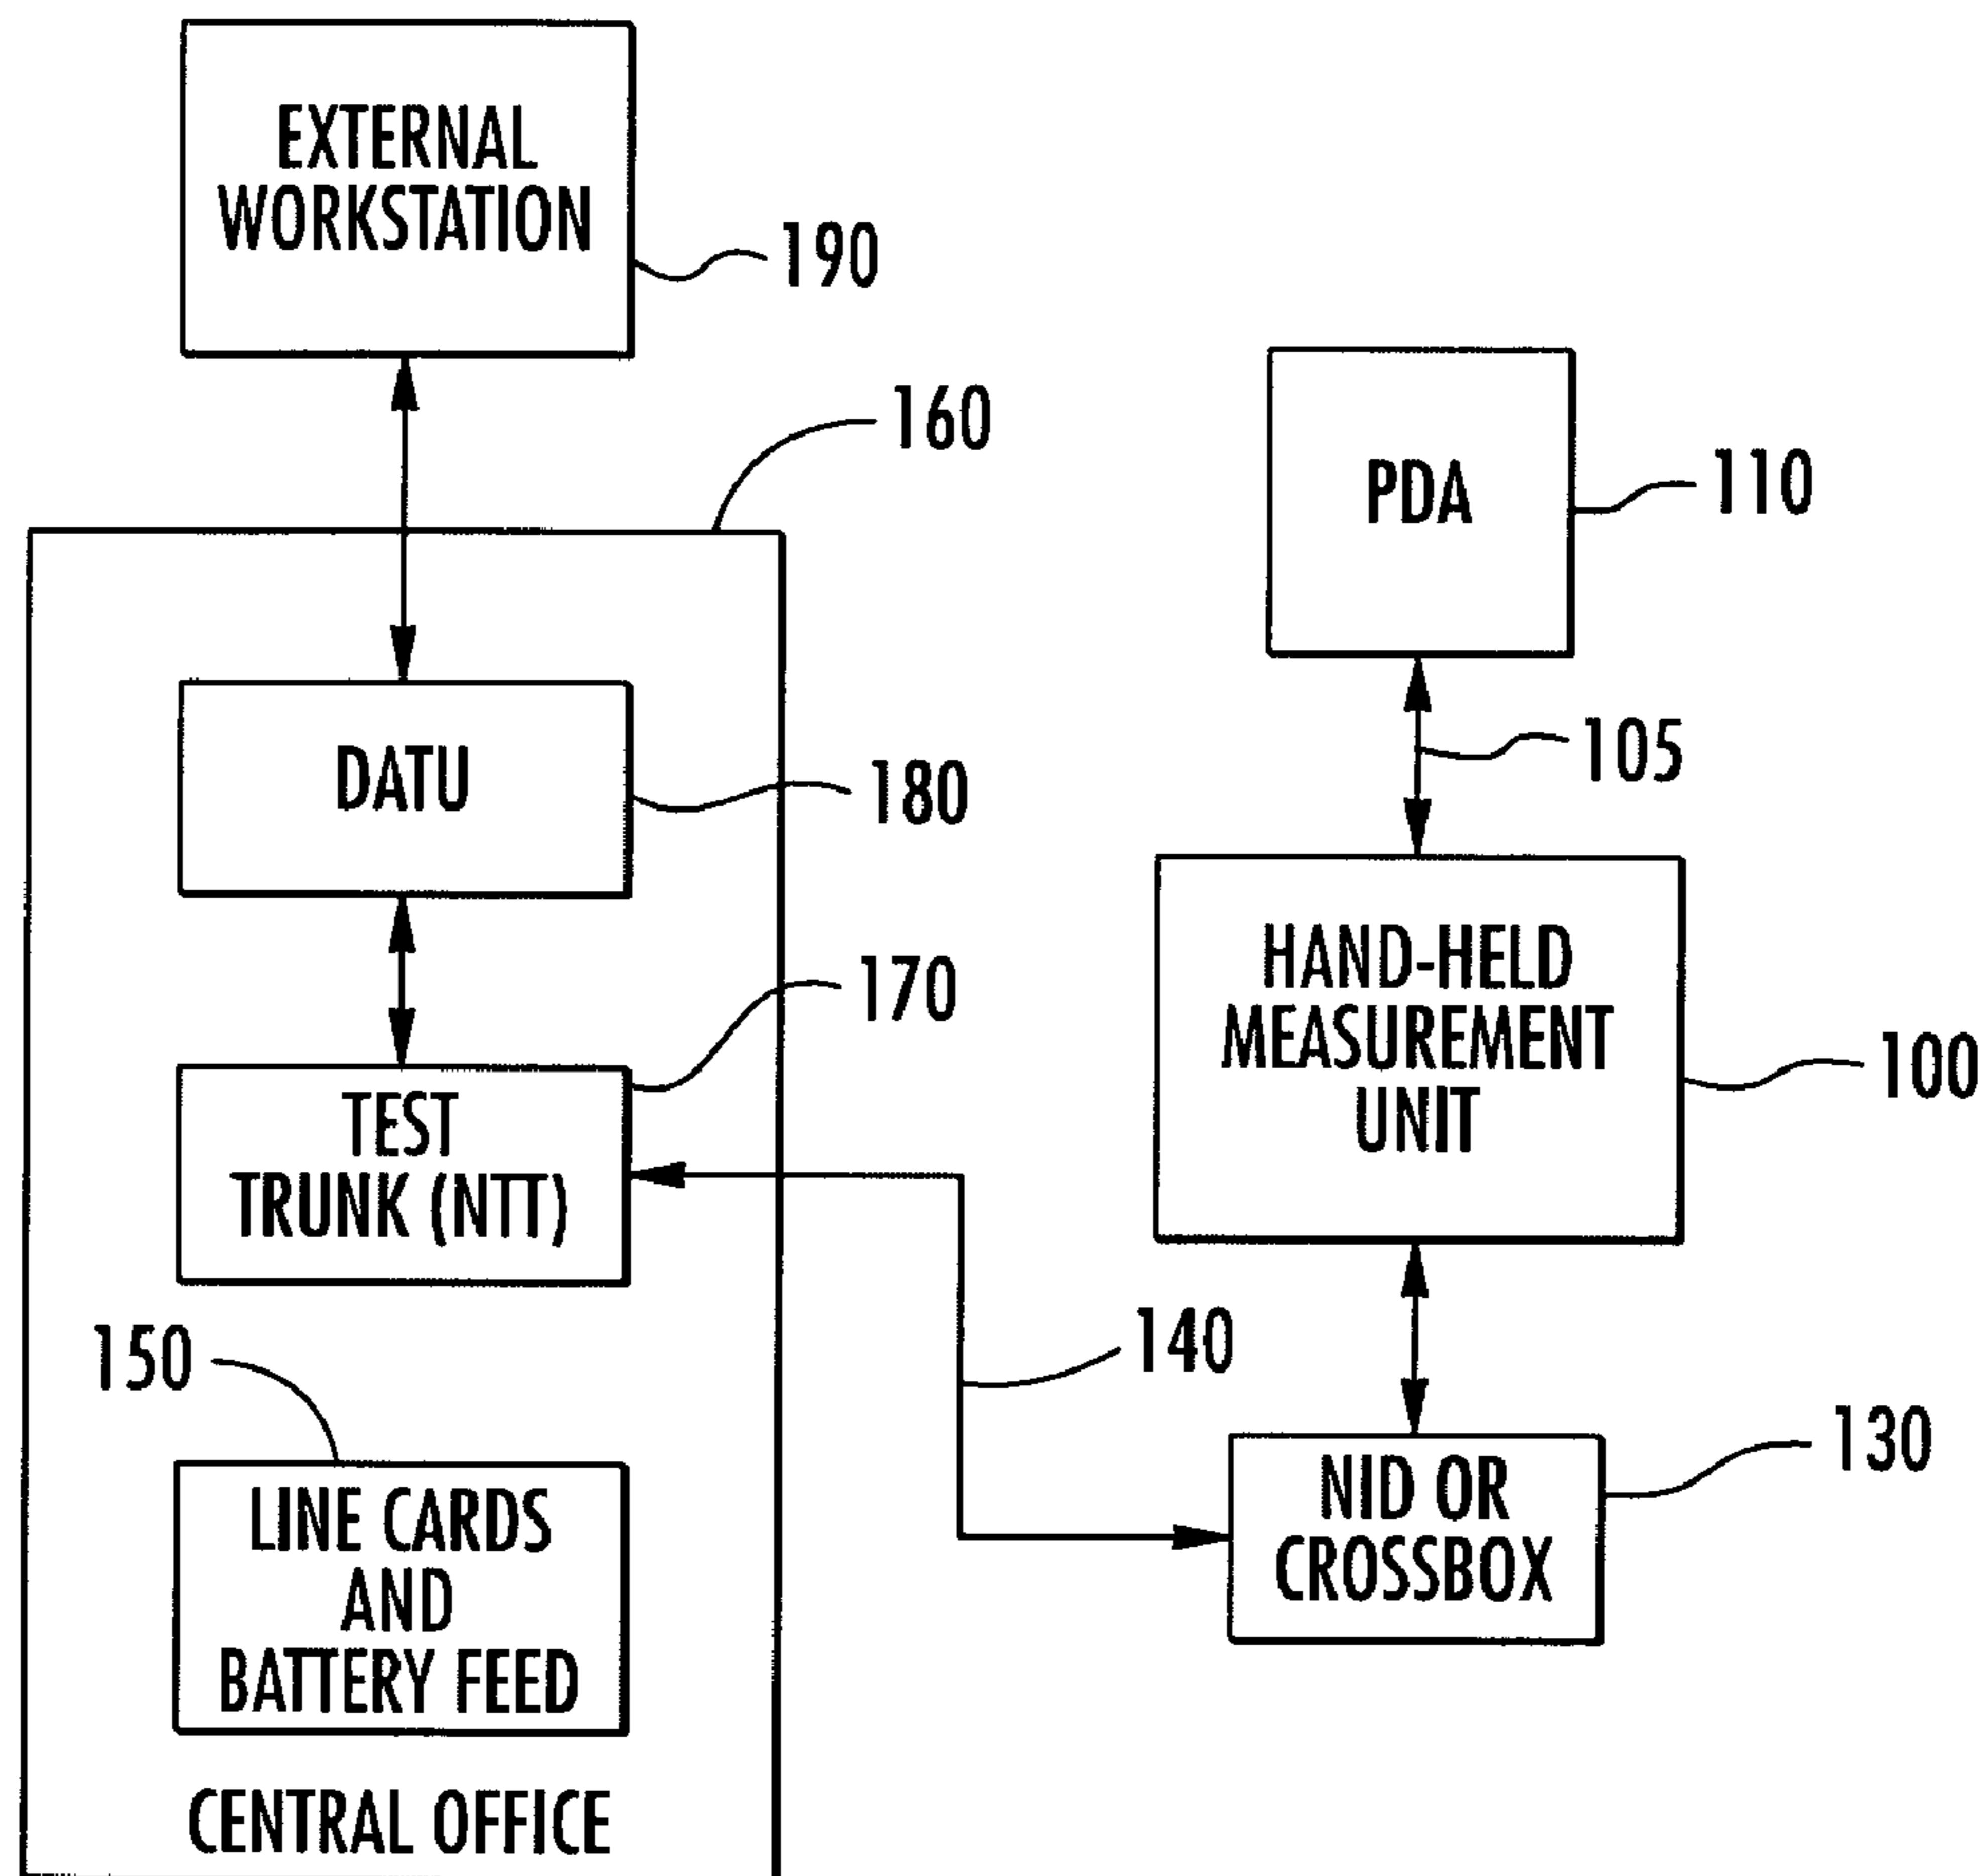 EXTERNAL
WORKSTATION
190
160
PDA
110
105
DATU
180
HAND-HELD
MEASUREMENT
UNIT
100
170
TEST
TRUNK (NTT)
140
150
LINE CARDS
AND
BATTERY FEED
NID OR
CROSSBOX
130
CENTRAL OFFICE